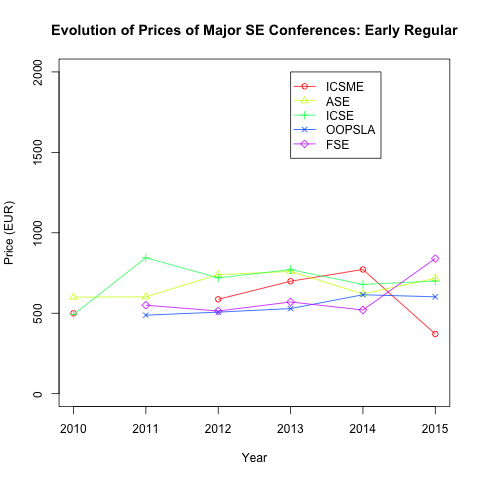 Evolution of Prices of Major SE Conferences: Early Regular
2000
1500
1000
500
0
Price (EUR)
ICSME
ASE
ICSE
OOPSLA
FSE
2010 2011 2012 2013 2014 2015
Year